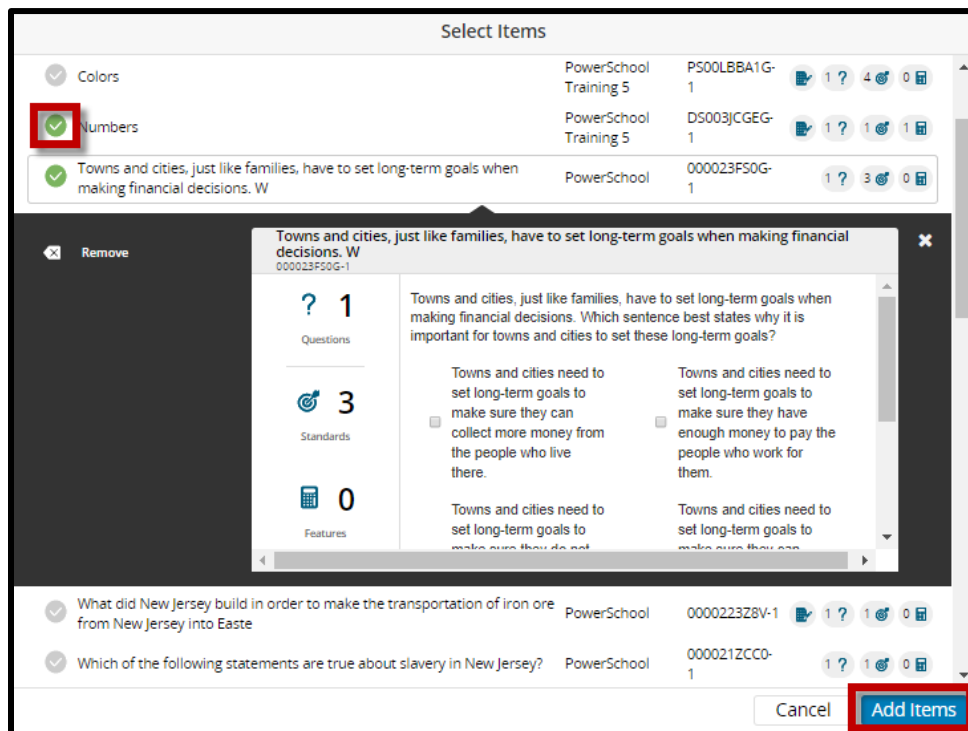 Select Items
Colors
PowerSchool
Training 5
PS00LBBA1G-
1
1 ? 4 0
Numbers
PowerSchool
Training 5
DS003JCGEG-
1
1 ? 1 1
Towns and cities, just like families, have to set long-term goals when
making financial decisions. W
PowerSchool
000023FS0G-
1
1 ? 3 0
Remove
Towns and cities, just like families, have to set long-term goals when making financial
decisions. W
000023FS0G-1
? 1
Questions
3
Standards
0
Features
Towns and cities, just like families, have to set long-term goals when
making financial decisions. Which sentence best states why it is
important for towns and cities to set these long-term goals?
Towns and cities need to
set long-term goals to
make sure they can
collect more money from
the people who live
there.
Towns and cities need to
set long-term goals to
make sure they have
enough money to pay the
people who work for
them.
Towns and cities need to
set long-term goals to
make sure they do not
Towns and cities need to
set long-term goals to
make sure they can
What did New Jersey build in order to make the transportation of iron ore
from New Jersey into Easte
PowerSchool
0000223Z8V-1
1 ? 1 0
Which of the following statements are true about slavery in New Jersey?
PowerSchool
000021ZCC0-
1
1 ? 1 0
Cancel
Add Items